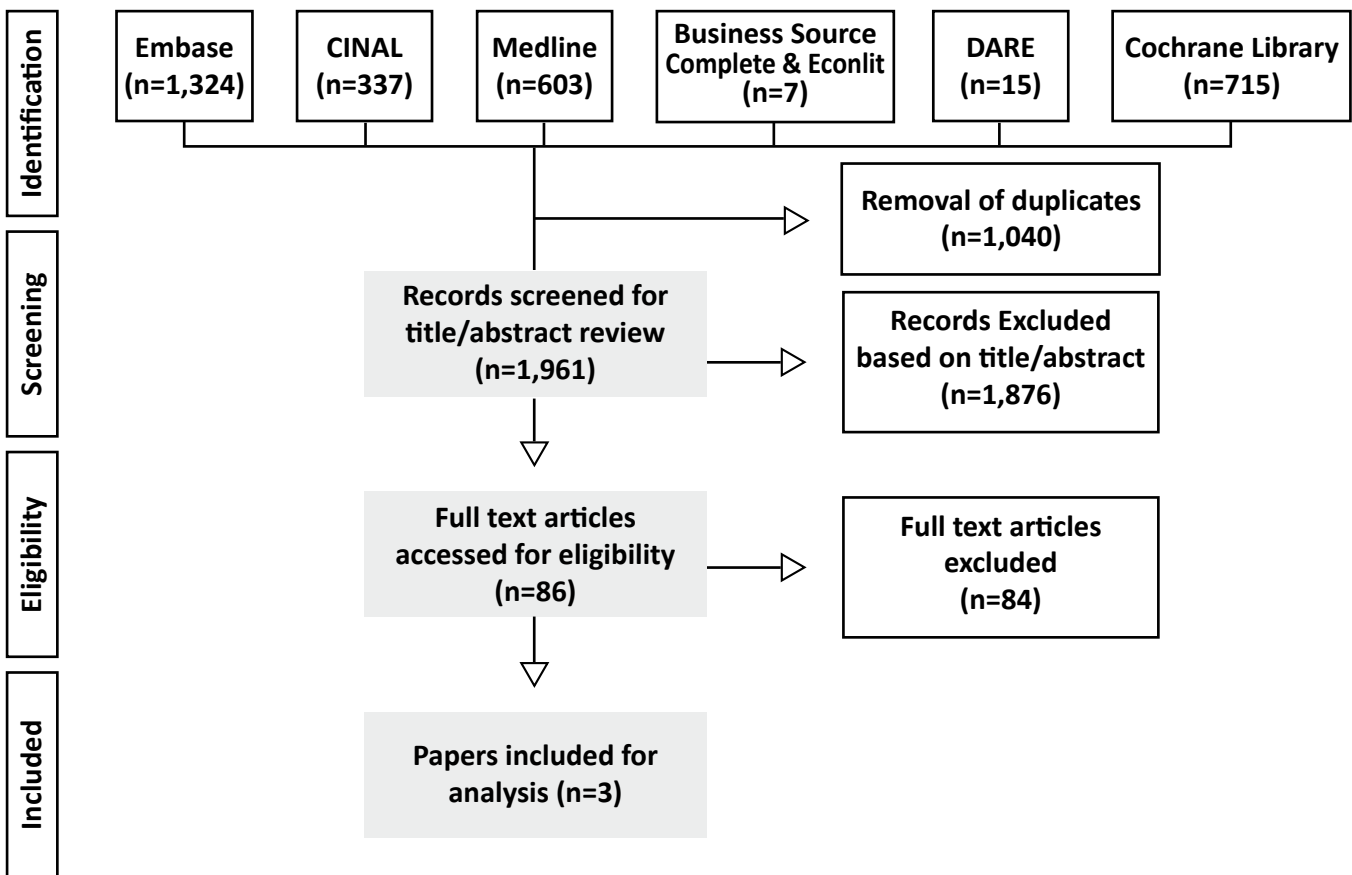 Identification
Embase
(n=1,324)
CINAL
(n=337)
Medline
(n=603)
Business Source
Complete & Econlit
(n=7)
DARE
(n=15)
Cochrane Library
(n=715)
Removal of duplicates
(n=1,040)
Screening
Records screened for
title/abstract review
(n=1,961)
Records Excluded
based on title/abstract
(n=1,876)
Eligibility
Full text articles
accessed for eligibility
(n=86)
Full text articles
excluded
(n=84)
Included
Papers included for
analysis (n=3)